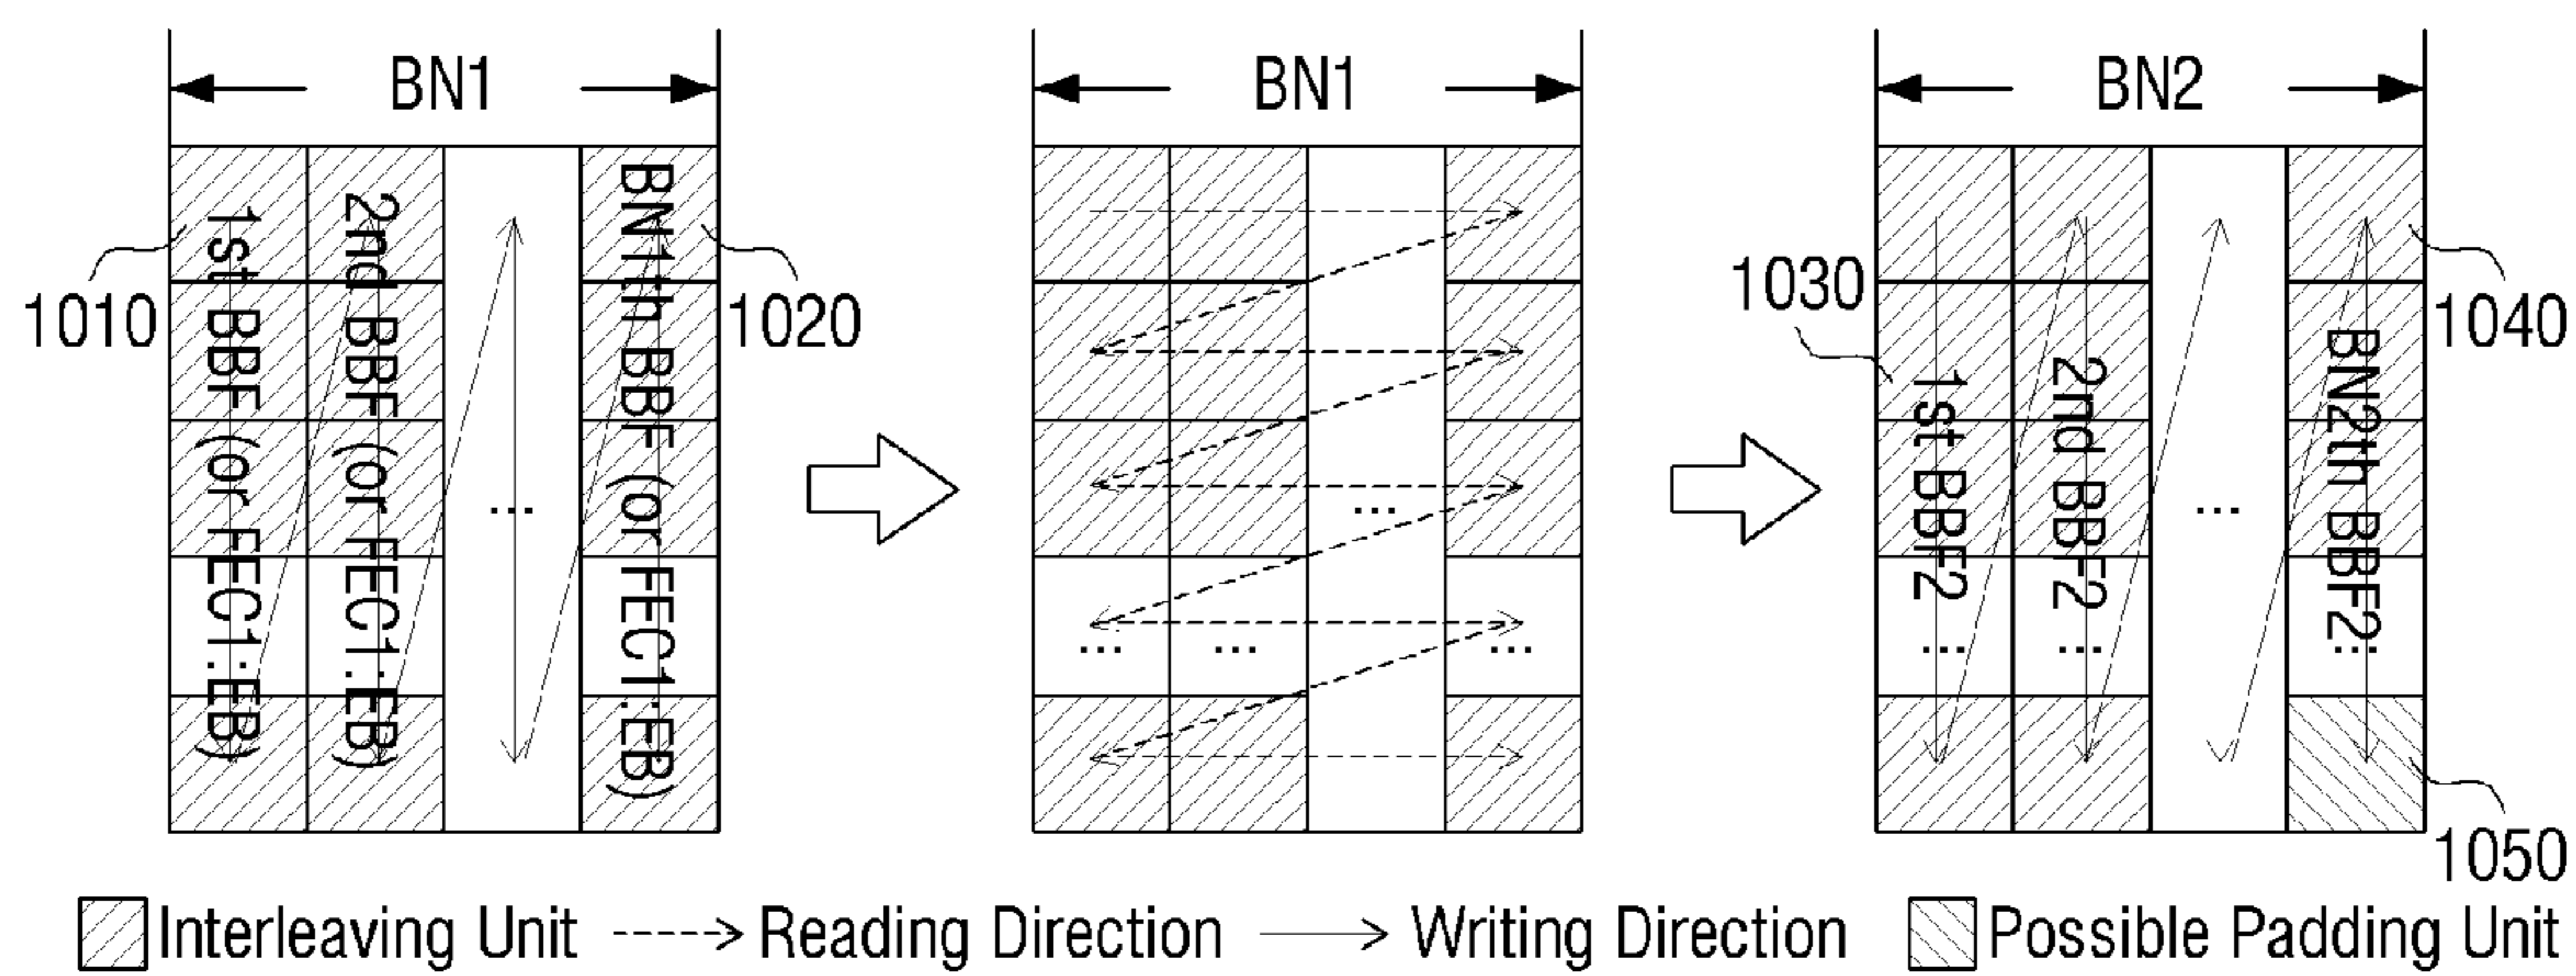 BN1
BN1
BN2
1st BBF (or FEC1.EB)
2nd BBF (or FEC1.EB)
...
BN1th BBF (or FEC1.EB)
1010
1020
...
... ... ...
1030
1st BBF2
...
2nd BBF2
...
...
BN2th BBF2
...
1040
1050
Interleaving Unit
Reading Direction
Writing Direction
Possible Padding Unit